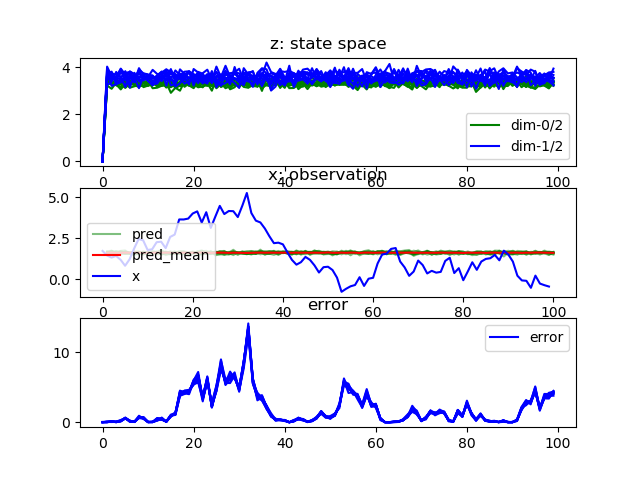 z: state space
4
2
0
dim-0/2
dim-1/2
0 20 40 60 80 100
x: observation
5.0
2.5
0.0
pred
pred_mean
x
0 20 40 60 80 100
error
10
0
error
0 20 40 60 80 100